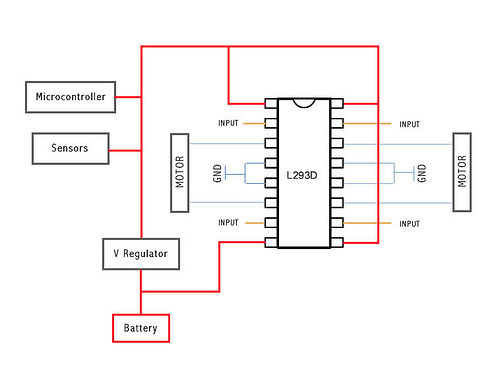 Microcontroller
INPUT
INPUT
Sensors
MOTOR
GND
L293D
GND
MOTOR
INPUT
INPUT
V Regulator
Battery